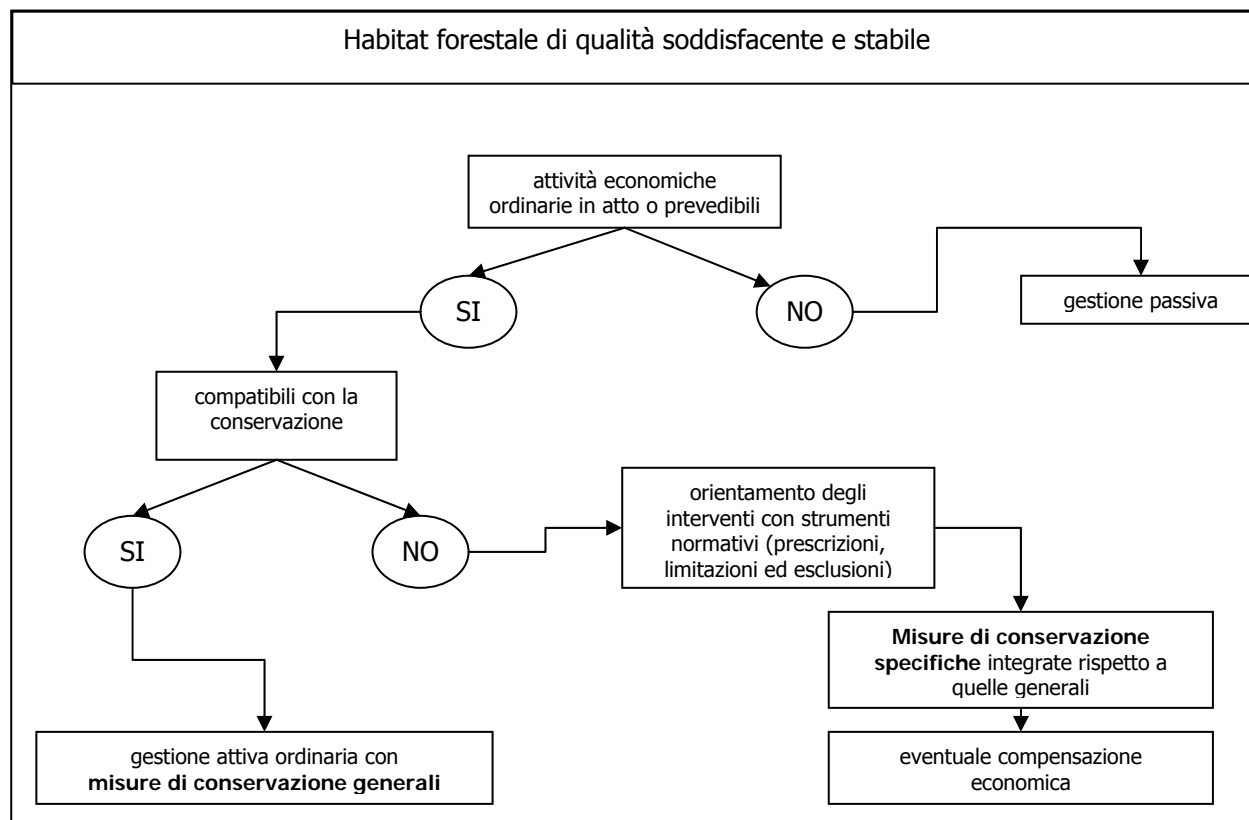 Habitat forestale di qualità soddisfacente e stabile
attività economiche
ordinarie in atto o prevedibili
SI
NO
gestione passiva
compatibili con la
conservazione
SI
NO
orientamento degli
interventi con strumenti
normativi (prescrizioni,
limitazioni ed esclusioni)
Misure di conservazione
specifiche integrate rispetto a
quelle generali
gestione attiva ordinaria con
misure di conservazione generali
eventuale compensazione
economica